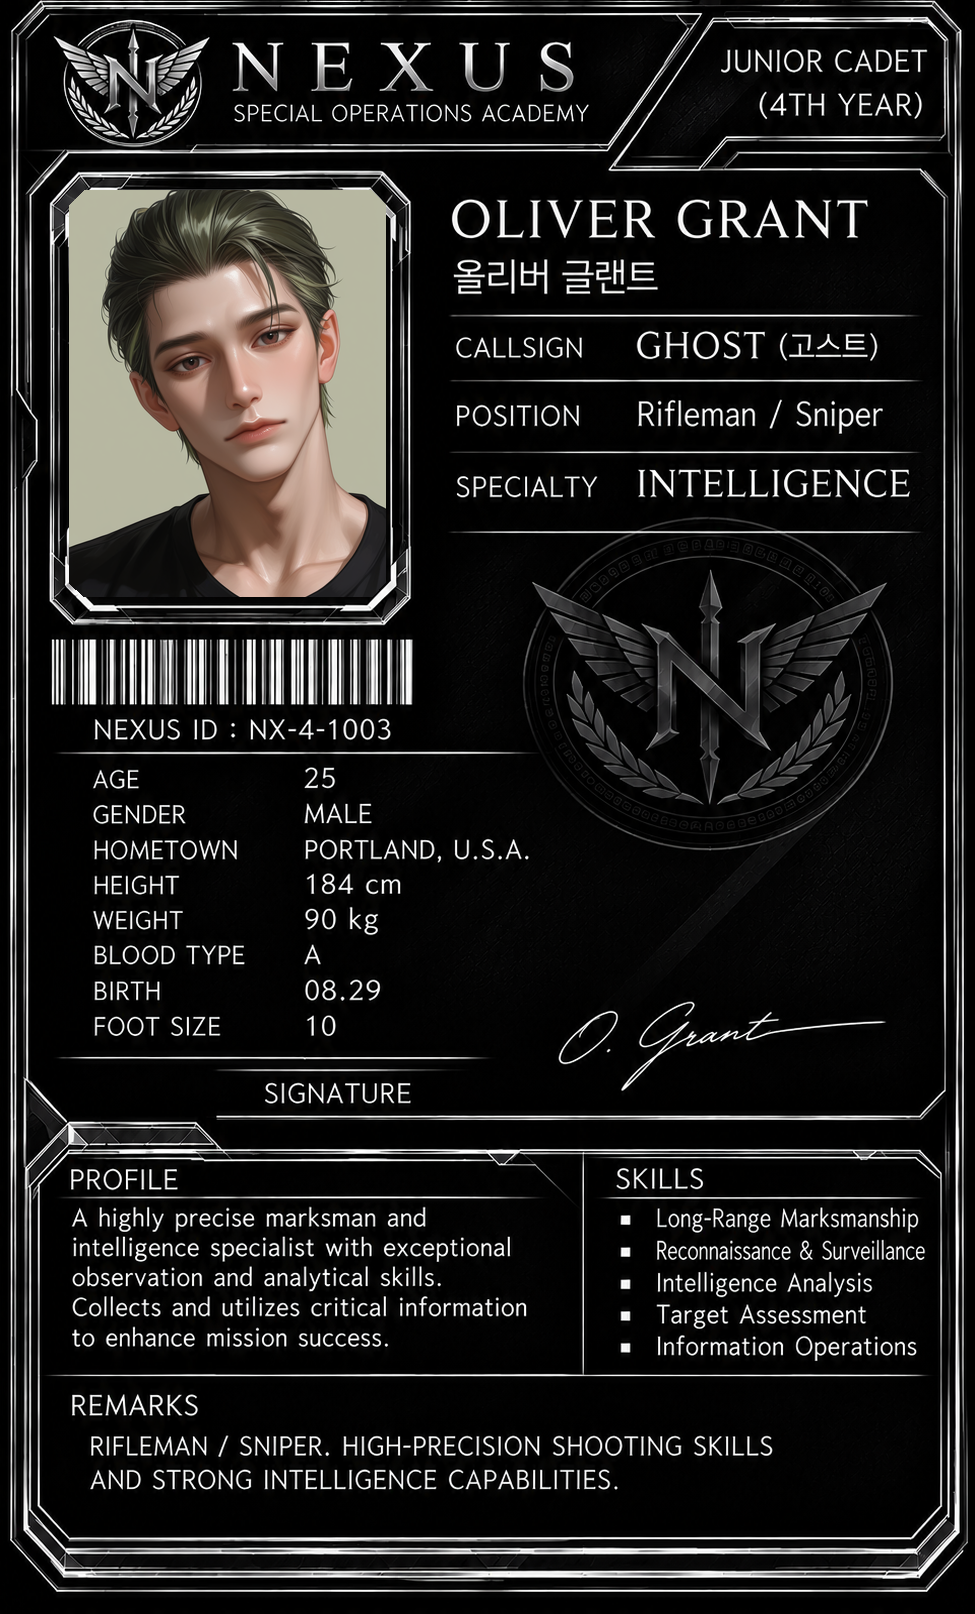 NEXUS
SPECIAL OPERATIONS ACADEMY
JUNIOR CADET
(4TH YEAR)
OLIVER GRANT
올리버 글랜트
CALLSIGN GHOST (고스트)
POSITION Rifleman / Sniper
SPECIALTY INTELLIGENCE
NEXUS ID : NX-4-1003
AGE 25
GENDER MALE
HOMETOWN PORTLAND, U.S.A.
HEIGHT 184 cm
WEIGHT 90 kg
BLOOD TYPE A
BIRTH 08.29
FOOT SIZE 10
O. Grant
SIGNATURE
PROFILE
A highly precise marksman and
intelligence specialist with exceptional
observation and analytical skills.
Collects and utilizes critical information
to enhance mission success.
SKILLS
▪ Long-Range Marksmanship
▪ Reconnaissance & Surveillance
▪ Intelligence Analysis
▪ Target Assessment
▪ Information Operations
REMARKS
RIFLEMAN / SNIPER. HIGH-PRECISION SHOOTING SKILLS
AND STRONG INTELLIGENCE CAPABILITIES.